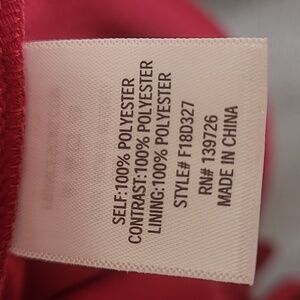 SELF:100% POLYESTER
CONTRAST:100% POLYESTER
LINING:100% POLYESTER
STYLE# F18D327
RN# 139726
MADE IN CHINA